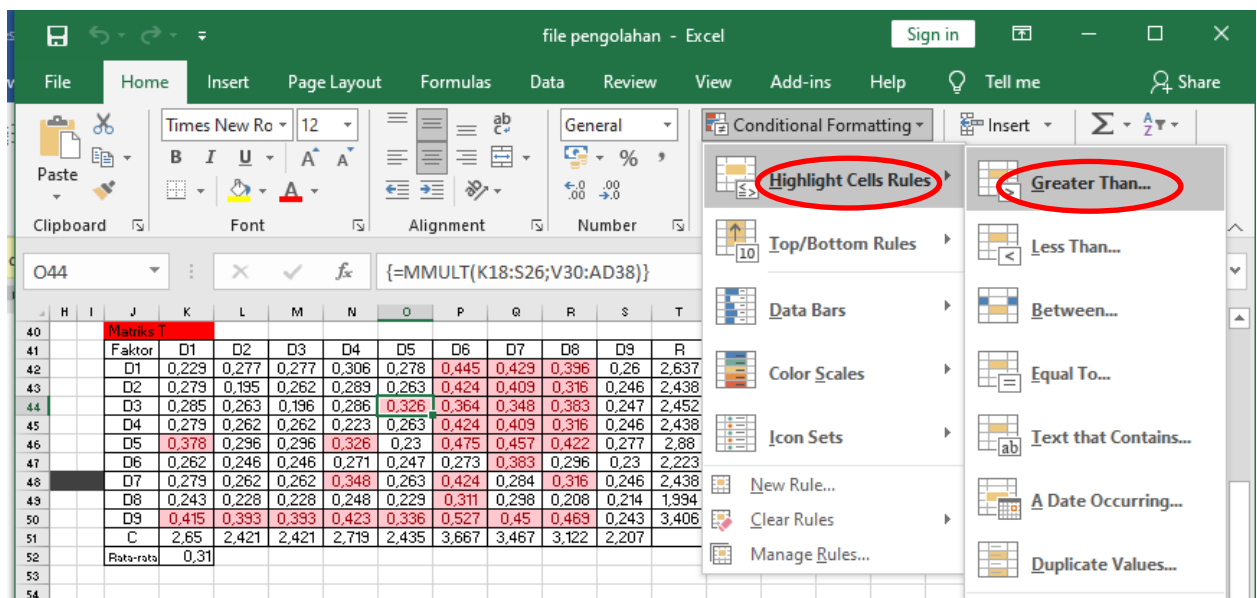 file pengolahan - Excel
Sign in
File Home Insert Page Layout Formulas Data Review View Add-ins Help Tell me Share
Times New Ro 12
General
Conditional Formatting
Insert
Paste
B I U A A
A
% ,
Clipboard Font Alignment Number
Highlight Cells Rules
Top/Bottom Rules
Data Bars
Color Scales
Icon Sets
New Rule...
Clear Rules
Manage Rules...
Greater Than...
Less Than...
Between...
Equal To...
Text that Contains...
A Date Occurring...
Duplicate Values...
O44 fx {=MMULT(K18:S26;V30:AD38)}
H I J K L M N O P Q R S T
40 Matriks T
41 Faktor D1 D2 D3 D4 D5 D6 D7 D8 D9 R
42 D1 0,229 0,277 0,277 0,306 0,278 0,445 0,429 0,396 0,26 2,637
43 D2 0,279 0,195 0,262 0,289 0,263 0,424 0,409 0,316 0,246 2,438
44 D3 0,285 0,263 0,196 0,286 0,326 0,364 0,348 0,383 0,247 2,452
45 D4 0,279 0,262 0,262 0,223 0,263 0,424 0,409 0,316 0,246 2,438
46 D5 0,378 0,296 0,296 0,326 0,23 0,475 0,457 0,422 0,277 2,88
47 D6 0,262 0,246 0,246 0,271 0,247 0,273 0,383 0,296 0,23 2,223
48 D7 0,279 0,262 0,262 0,348 0,263 0,424 0,284 0,316 0,246 2,438
49 D8 0,243 0,228 0,228 0,248 0,229 0,311 0,298 0,208 0,214 1,994
50 D9 0,415 0,393 0,393 0,423 0,336 0,527 0,45 0,469 0,243 3,406
51 C 2,65 2,421 2,421 2,719 2,435 3,667 3,467 3,122 2,207
52 Rata-rata 0,31
53
54